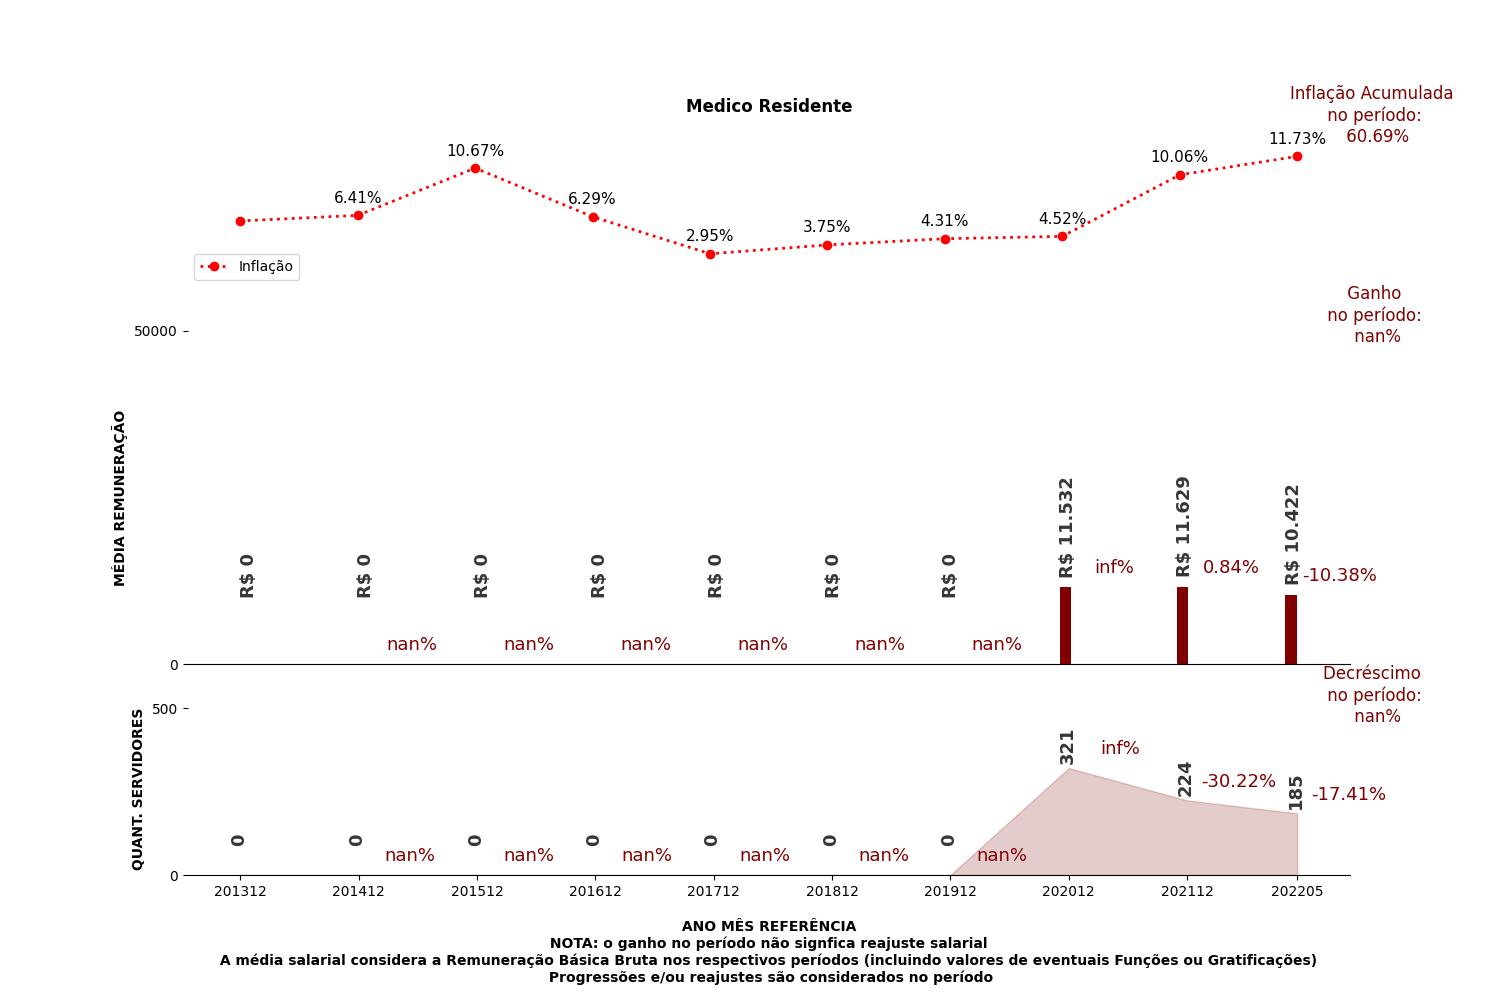 Medico Residente
Inflação Acumulada
no período:
60.69%
6.41%
10.67%
6.29%
2.95%
3.75%
4.31%
4.52%
10.06%
11.73%
Inflação
Ganho
no período:
nan%
50000
0
MÉDIA REMUNERAÇÃO
R$ 0
R$ 0
R$ 0
R$ 0
R$ 0
R$ 0
R$ 0
R$ 11.532
R$ 11.629
R$ 10.422
nan%
nan%
nan%
nan%
nan%
nan%
inf%
0.84%
-10.38%
Decréscimo
no período:
nan%
500
0
QUANT. SERVIDORES
0
0
0
0
0
0
0
321
224
185
nan%
nan%
nan%
nan%
nan%
nan%
inf%
-30.22%
-17.41%
201312
201412
201512
201612
201712
201812
201912
202012
202112
202205
ANO MÊS REFERÊNCIA
NOTA: o ganho no período não signfica reajuste salarial
A média salarial considera a Remuneração Básica Bruta nos respectivos períodos (incluindo valores de eventuais Funções ou Gratificações)
Progressões e/ou reajustes são considerados no período